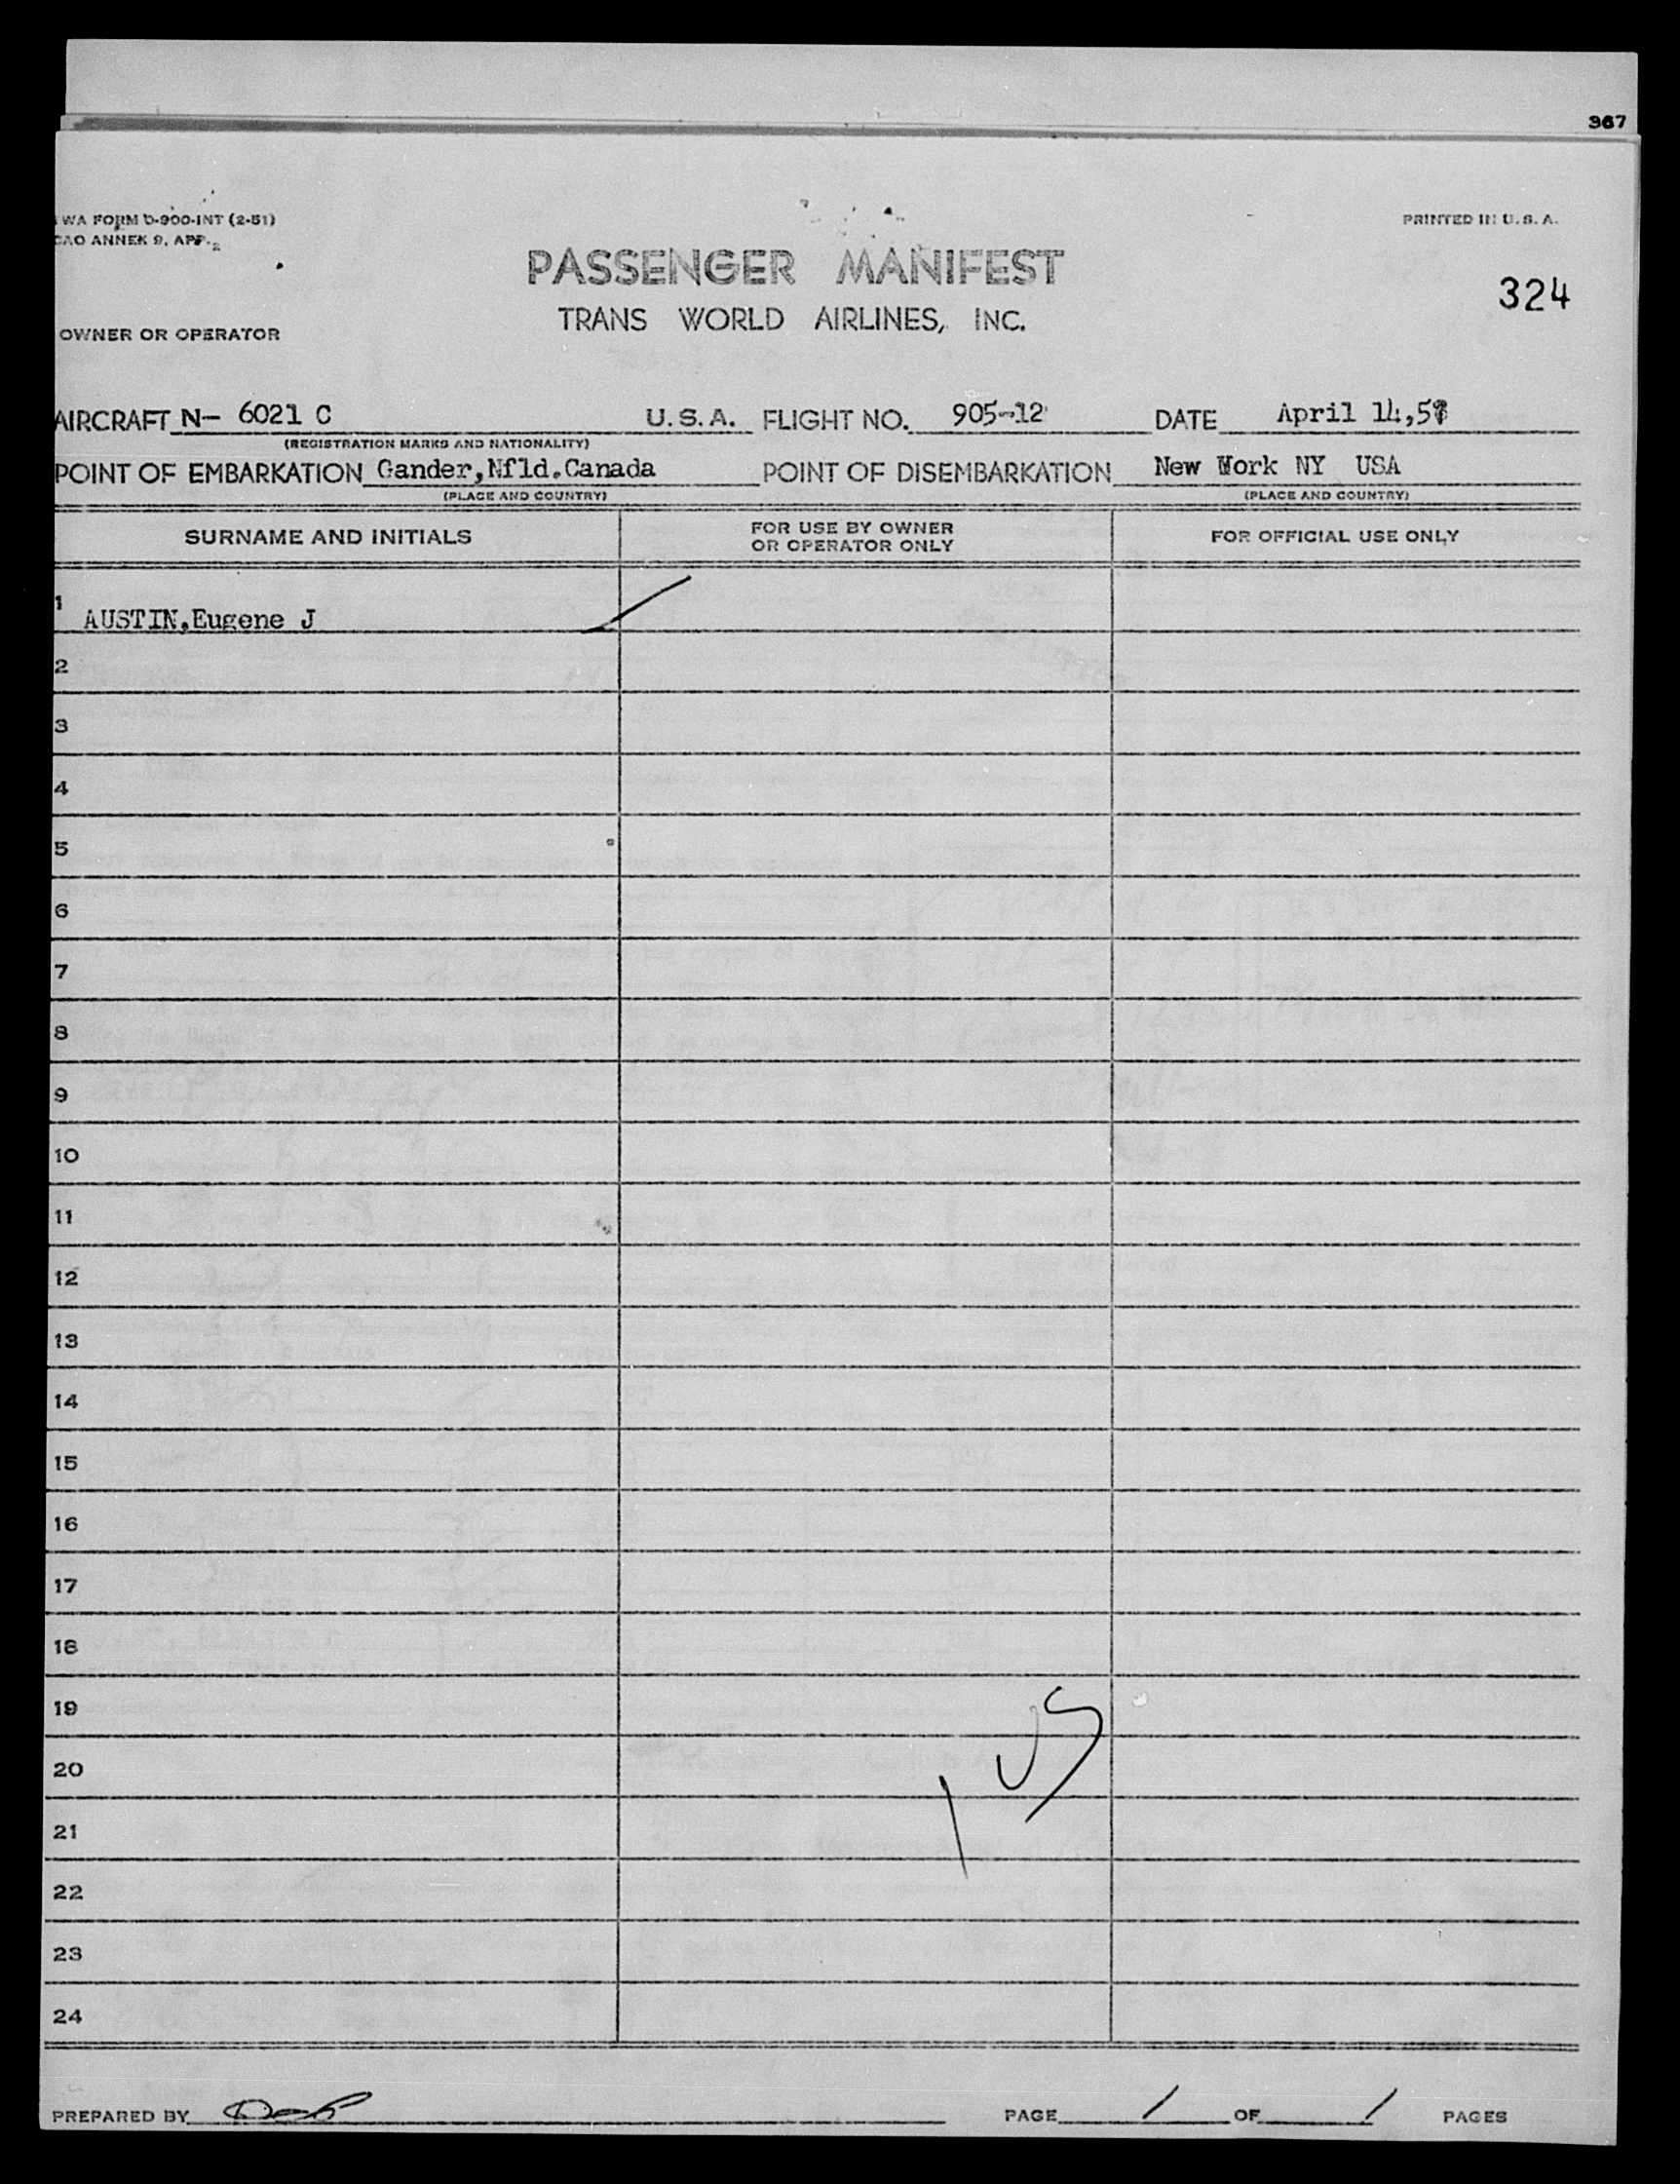 367
WA FORM O-900-INT (2-51)
CAO ANNEX 9, APP. 2
PRINTED IN U.S.A.
PASSENGER MANIFEST
324
TRANS WORLD AIRLINES, INC.
OWNER OR OPERATOR
AIRCRAFT N- 6021 C U.S.A. FLIGHT NO. 905-12 DATE April 14,5
(REGISTRATION MARKS AND NATIONALITY)
POINT OF EMBARKATION Gander,Nfld.Canada POINT OF DISEMBARKATION New Work NY USA
(PLACE AND COUNTRY) (PLACE AND COUNTRY)
SURNAME AND INITIALS FOR USE BY OWNER OR OPERATOR ONLY FOR OFFICIAL USE ONLY
1 AUSTIN,Eugene J
2
3
4
5
6
7
8
9
10
11
12
13
14
15
16
17
18
19
20
21
22
23
24
1 US
PREPARED BY PAGE 1 OF 1 PAGES